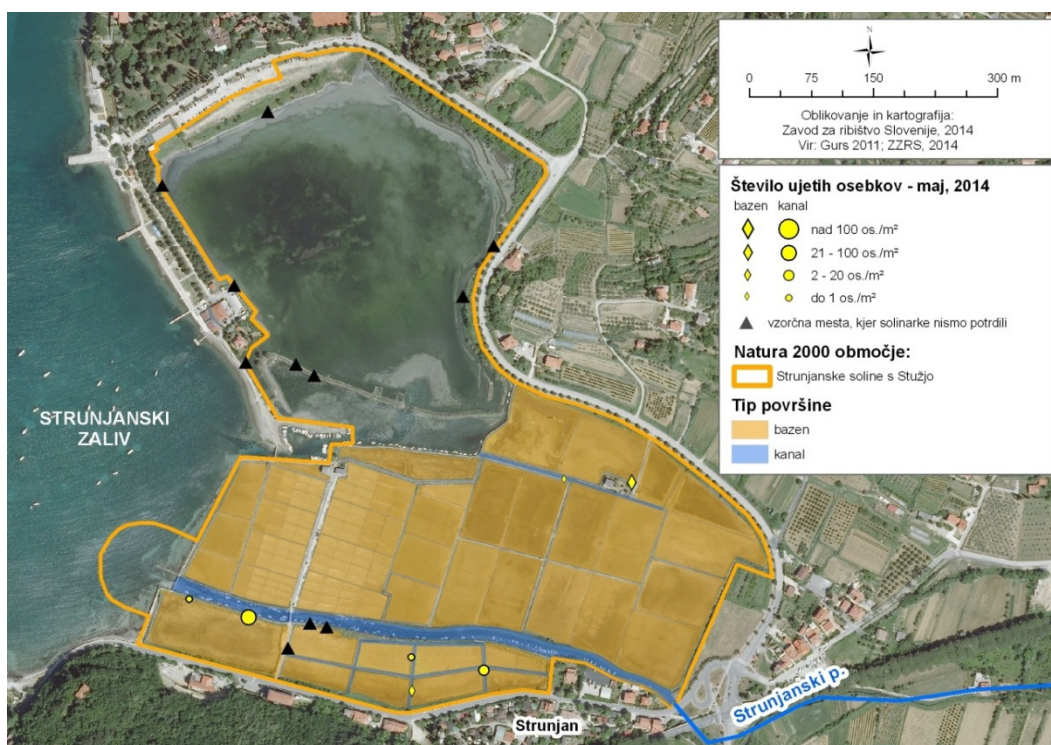 N
0 75 150 300 m
Oblikovanje in kartografija:
Zavod za ribištvo Slovenije, 2014
Vir: Gurs 2011; ZZRS, 2014
Število ujetih osebkov - maj, 2014
bazen kanal
nad 100 os./m²
21 - 100 os./m²
2 - 20 os./m²
do 1 os./m²
vzorčna mesta, kjer solinarke nismo potrdili
Natura 2000 območje:
Strunjanske soline s Stužjo
Tip površine
bazen
kanal
STRUNJANSKI
ZALIV
Strunjan
Strunjanski p.